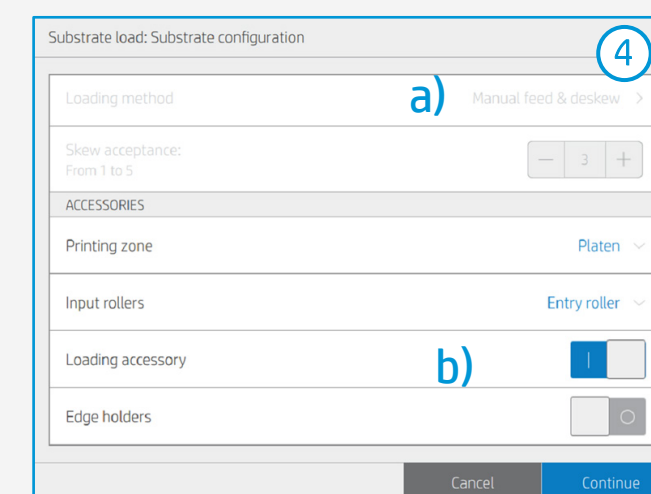 Substrate load: Substrate configuration
4
Loading method a) Manual feed & deskew >
Skew acceptance:
From 1 to 5
— 3 +
ACCESSORIES
Printing zone Platen
Input rollers Entry roller
Loading accessory b) |
Edge holders O
Cancel Continue